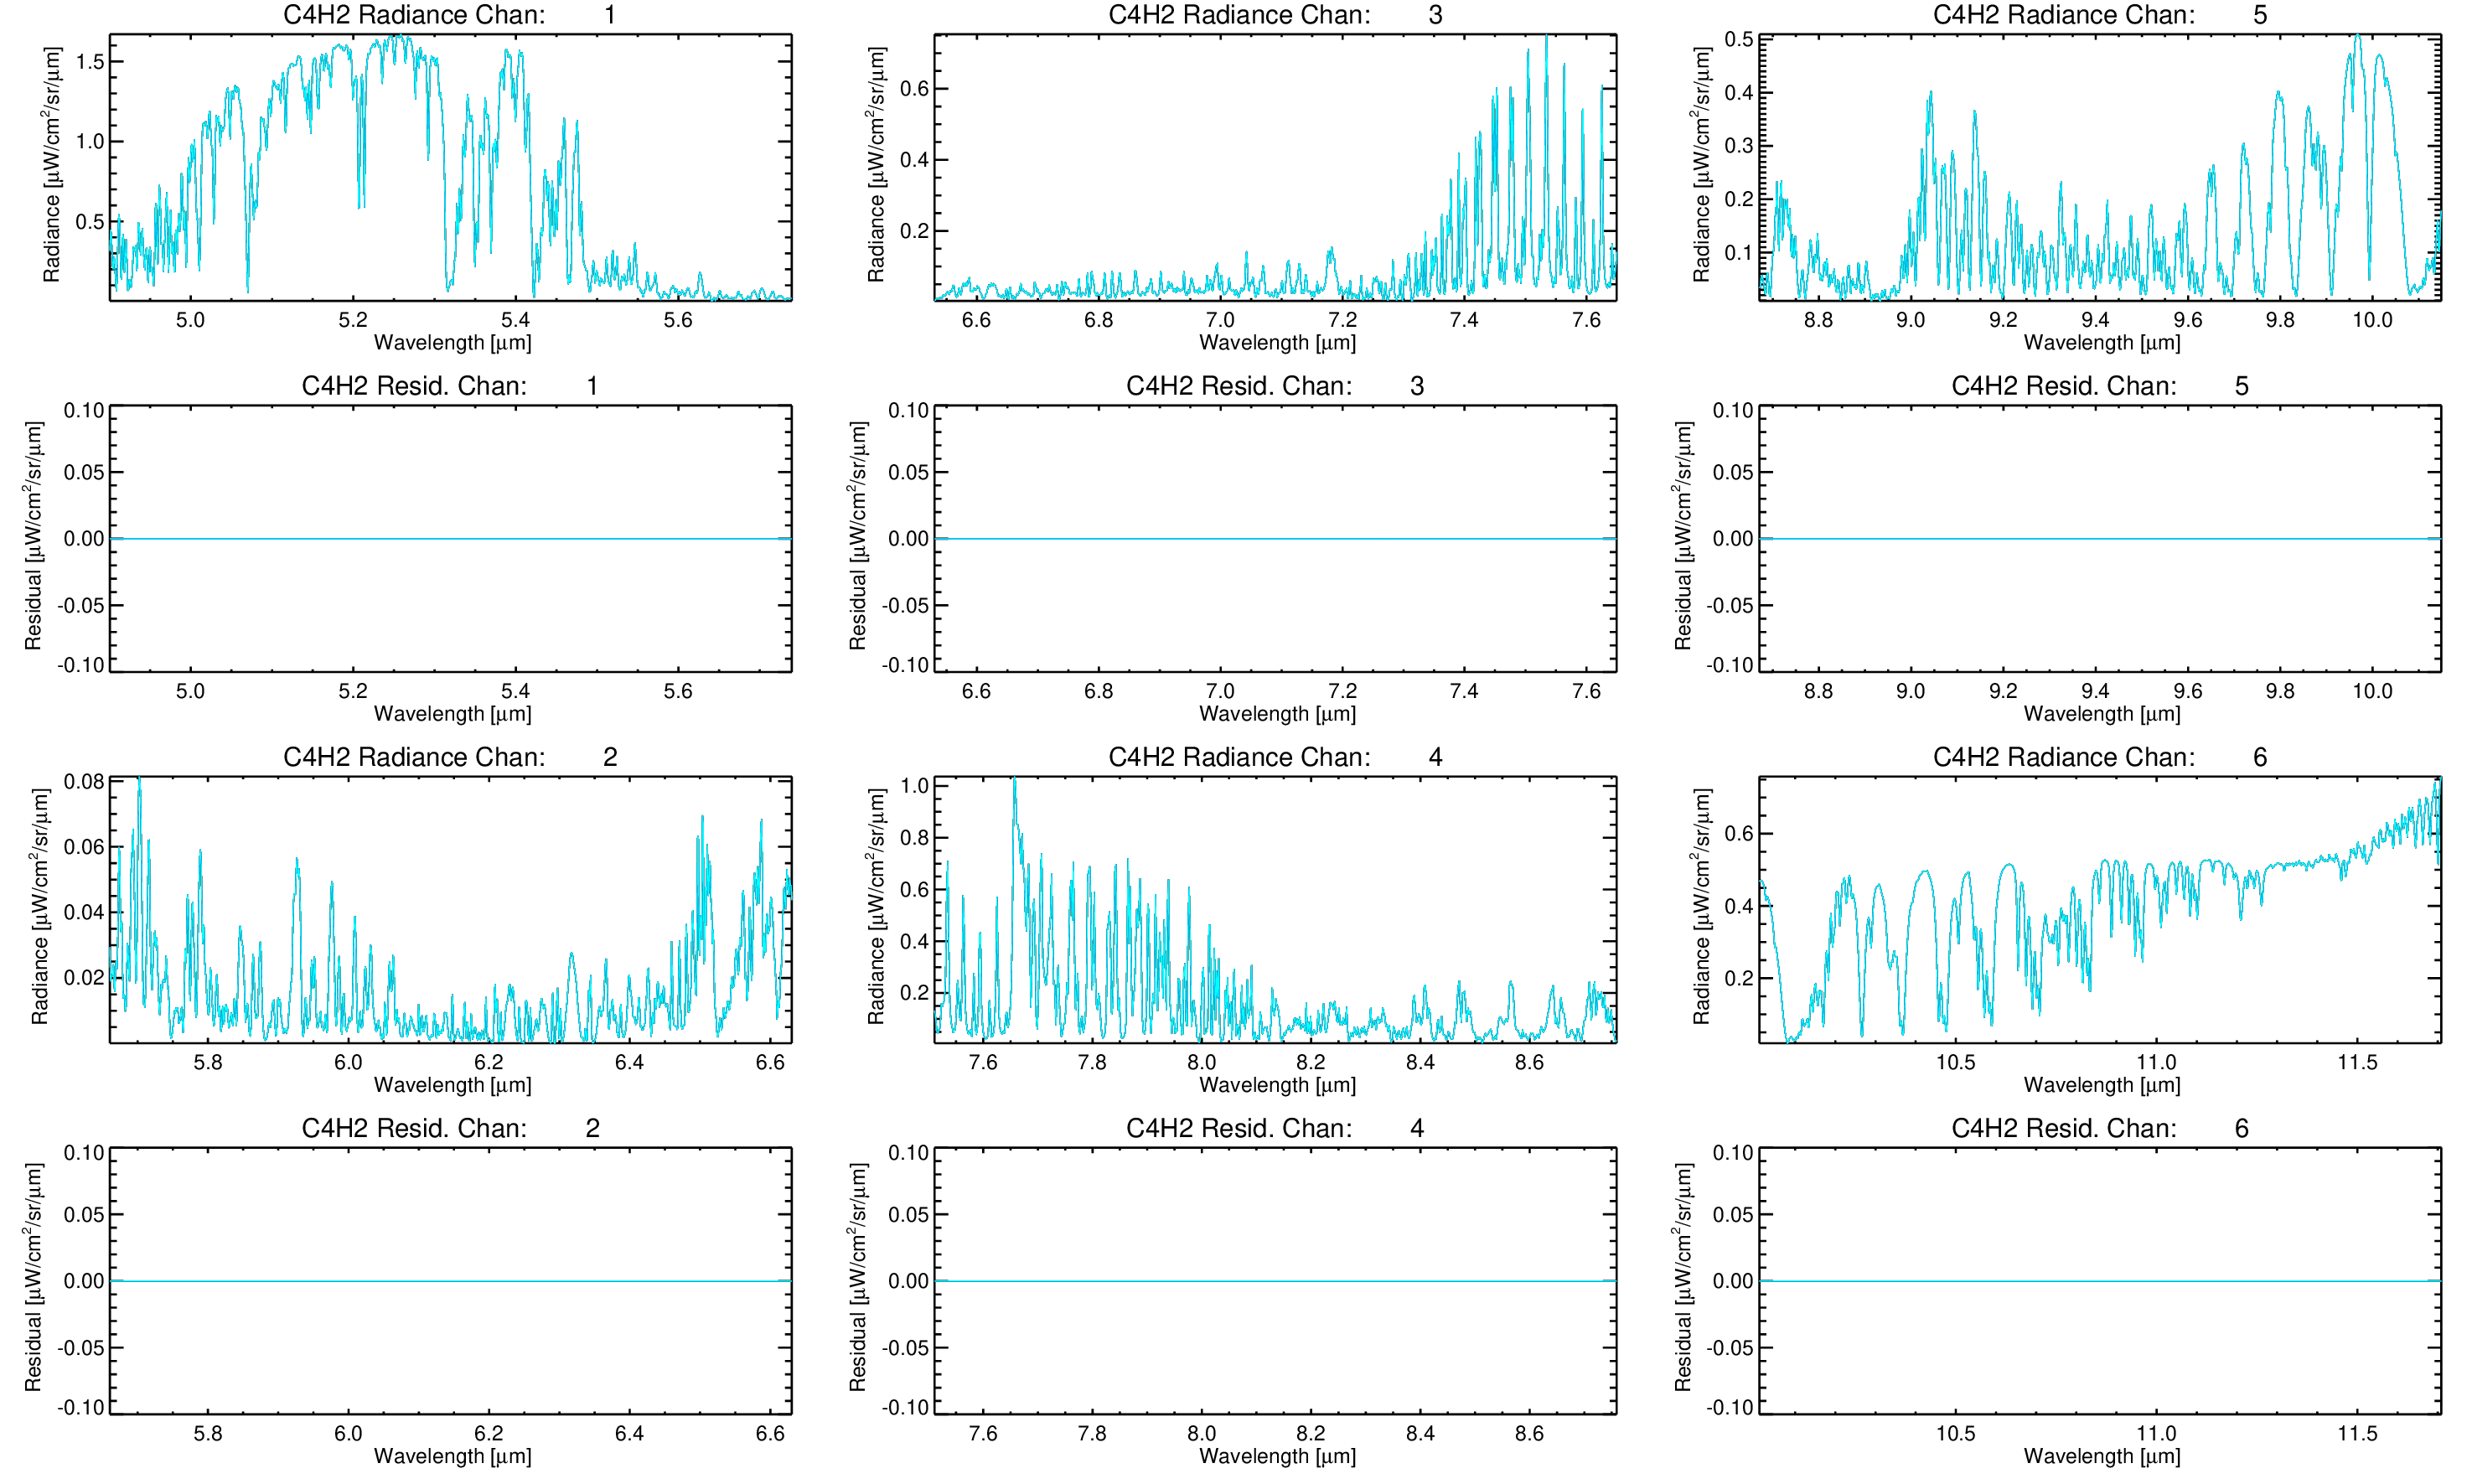 C4H2 Radiance Chan: 1
Radiance [μW/cm²/sr/μm]
1.5
1.0
0.5
5.0 5.2 5.4 5.6
Wavelength [μm]
C4H2 Radiance Chan: 3
Radiance [μW/cm²/sr/μm]
0.6
0.4
0.2
6.6 6.8 7.0 7.2 7.4 7.6
Wavelength [μm]
C4H2 Radiance Chan: 5
Radiance [μW/cm²/sr/μm]
0.5
0.4
0.3
0.2
0.1
8.8 9.0 9.2 9.4 9.6 9.8 10.0
Wavelength [μm]
C4H2 Resid. Chan: 1
Residual [μW/cm²/sr/μm]
0.10
0.05
0.00
-0.05
-0.10
5.0 5.2 5.4 5.6
Wavelength [μm]
C4H2 Resid. Chan: 3
Residual [μW/cm²/sr/μm]
0.10
0.05
0.00
-0.05
-0.10
6.6 6.8 7.0 7.2 7.4 7.6
Wavelength [μm]
C4H2 Resid. Chan: 5
Residual [μW/cm²/sr/μm]
0.10
0.05
0.00
-0.05
-0.10
8.8 9.0 9.2 9.4 9.6 9.8 10.0
Wavelength [μm]
C4H2 Radiance Chan: 2
Radiance [μW/cm²/sr/μm]
0.08
0.06
0.04
0.02
5.8 6.0 6.2 6.4 6.6
Wavelength [μm]
C4H2 Radiance Chan: 4
Radiance [μW/cm²/sr/μm]
1.0
0.8
0.6
0.4
0.2
7.6 7.8 8.0 8.2 8.4 8.6
Wavelength [μm]
C4H2 Radiance Chan: 6
Radiance [μW/cm²/sr/μm]
0.6
0.4
0.2
10.5 11.0 11.5
Wavelength [μm]
C4H2 Resid. Chan: 2
Residual [μW/cm²/sr/μm]
0.10
0.05
0.00
-0.05
-0.10
5.8 6.0 6.2 6.4 6.6
Wavelength [μm]
C4H2 Resid. Chan: 4
Residual [μW/cm²/sr/μm]
0.10
0.05
0.00
-0.05
-0.10
7.6 7.8 8.0 8.2 8.4 8.6
Wavelength [μm]
C4H2 Resid. Chan: 6
Residual [μW/cm²/sr/μm]
0.10
0.05
0.00
-0.05
-0.10
10.5 11.0 11.5
Wavelength [μm]